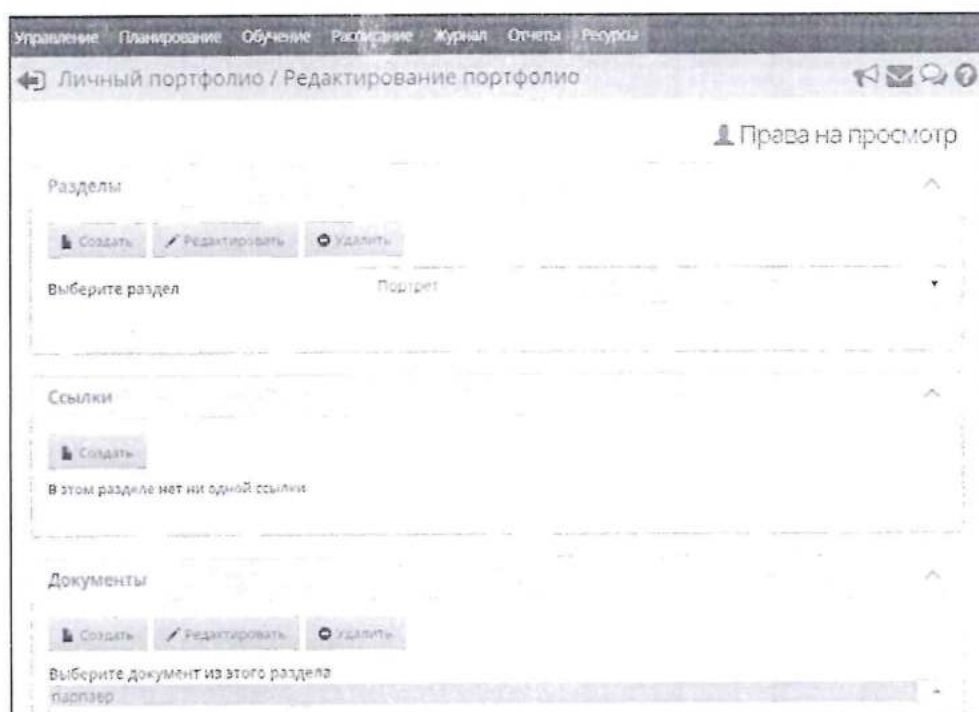 Управление Планирование Обучение Расписание Журнал Отчеты Ресурсы
Личный портфолио / Редактирование портфолио
Права на просмотр
Разделы
Создать Редактировать Удалить
Выберите раздел Портрет
Ссылки
Создать
В этом разделе нет ни одной ссылки
Документы
Создать Редактировать Удалить
Выберите документ из этого раздела